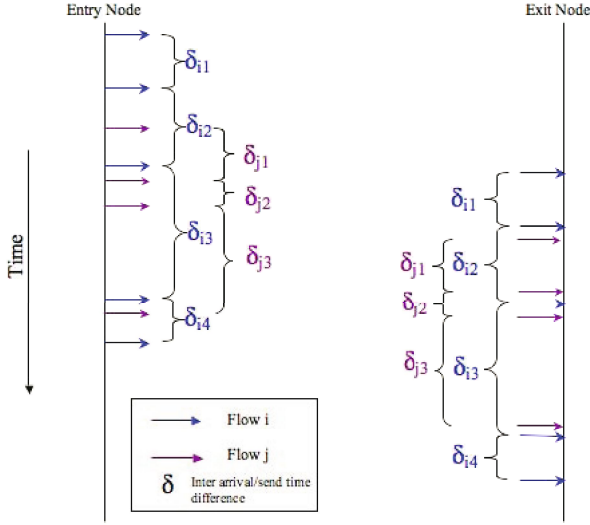 Entry Node
Exit Node
δi1
δi2
δj1
δj2
δi3
δj3
δi4
Time
δi1
δj1
δi2
δj2
δj3
δi3
δi4
Flow i
Flow j
δ Inter arrival/send time
difference